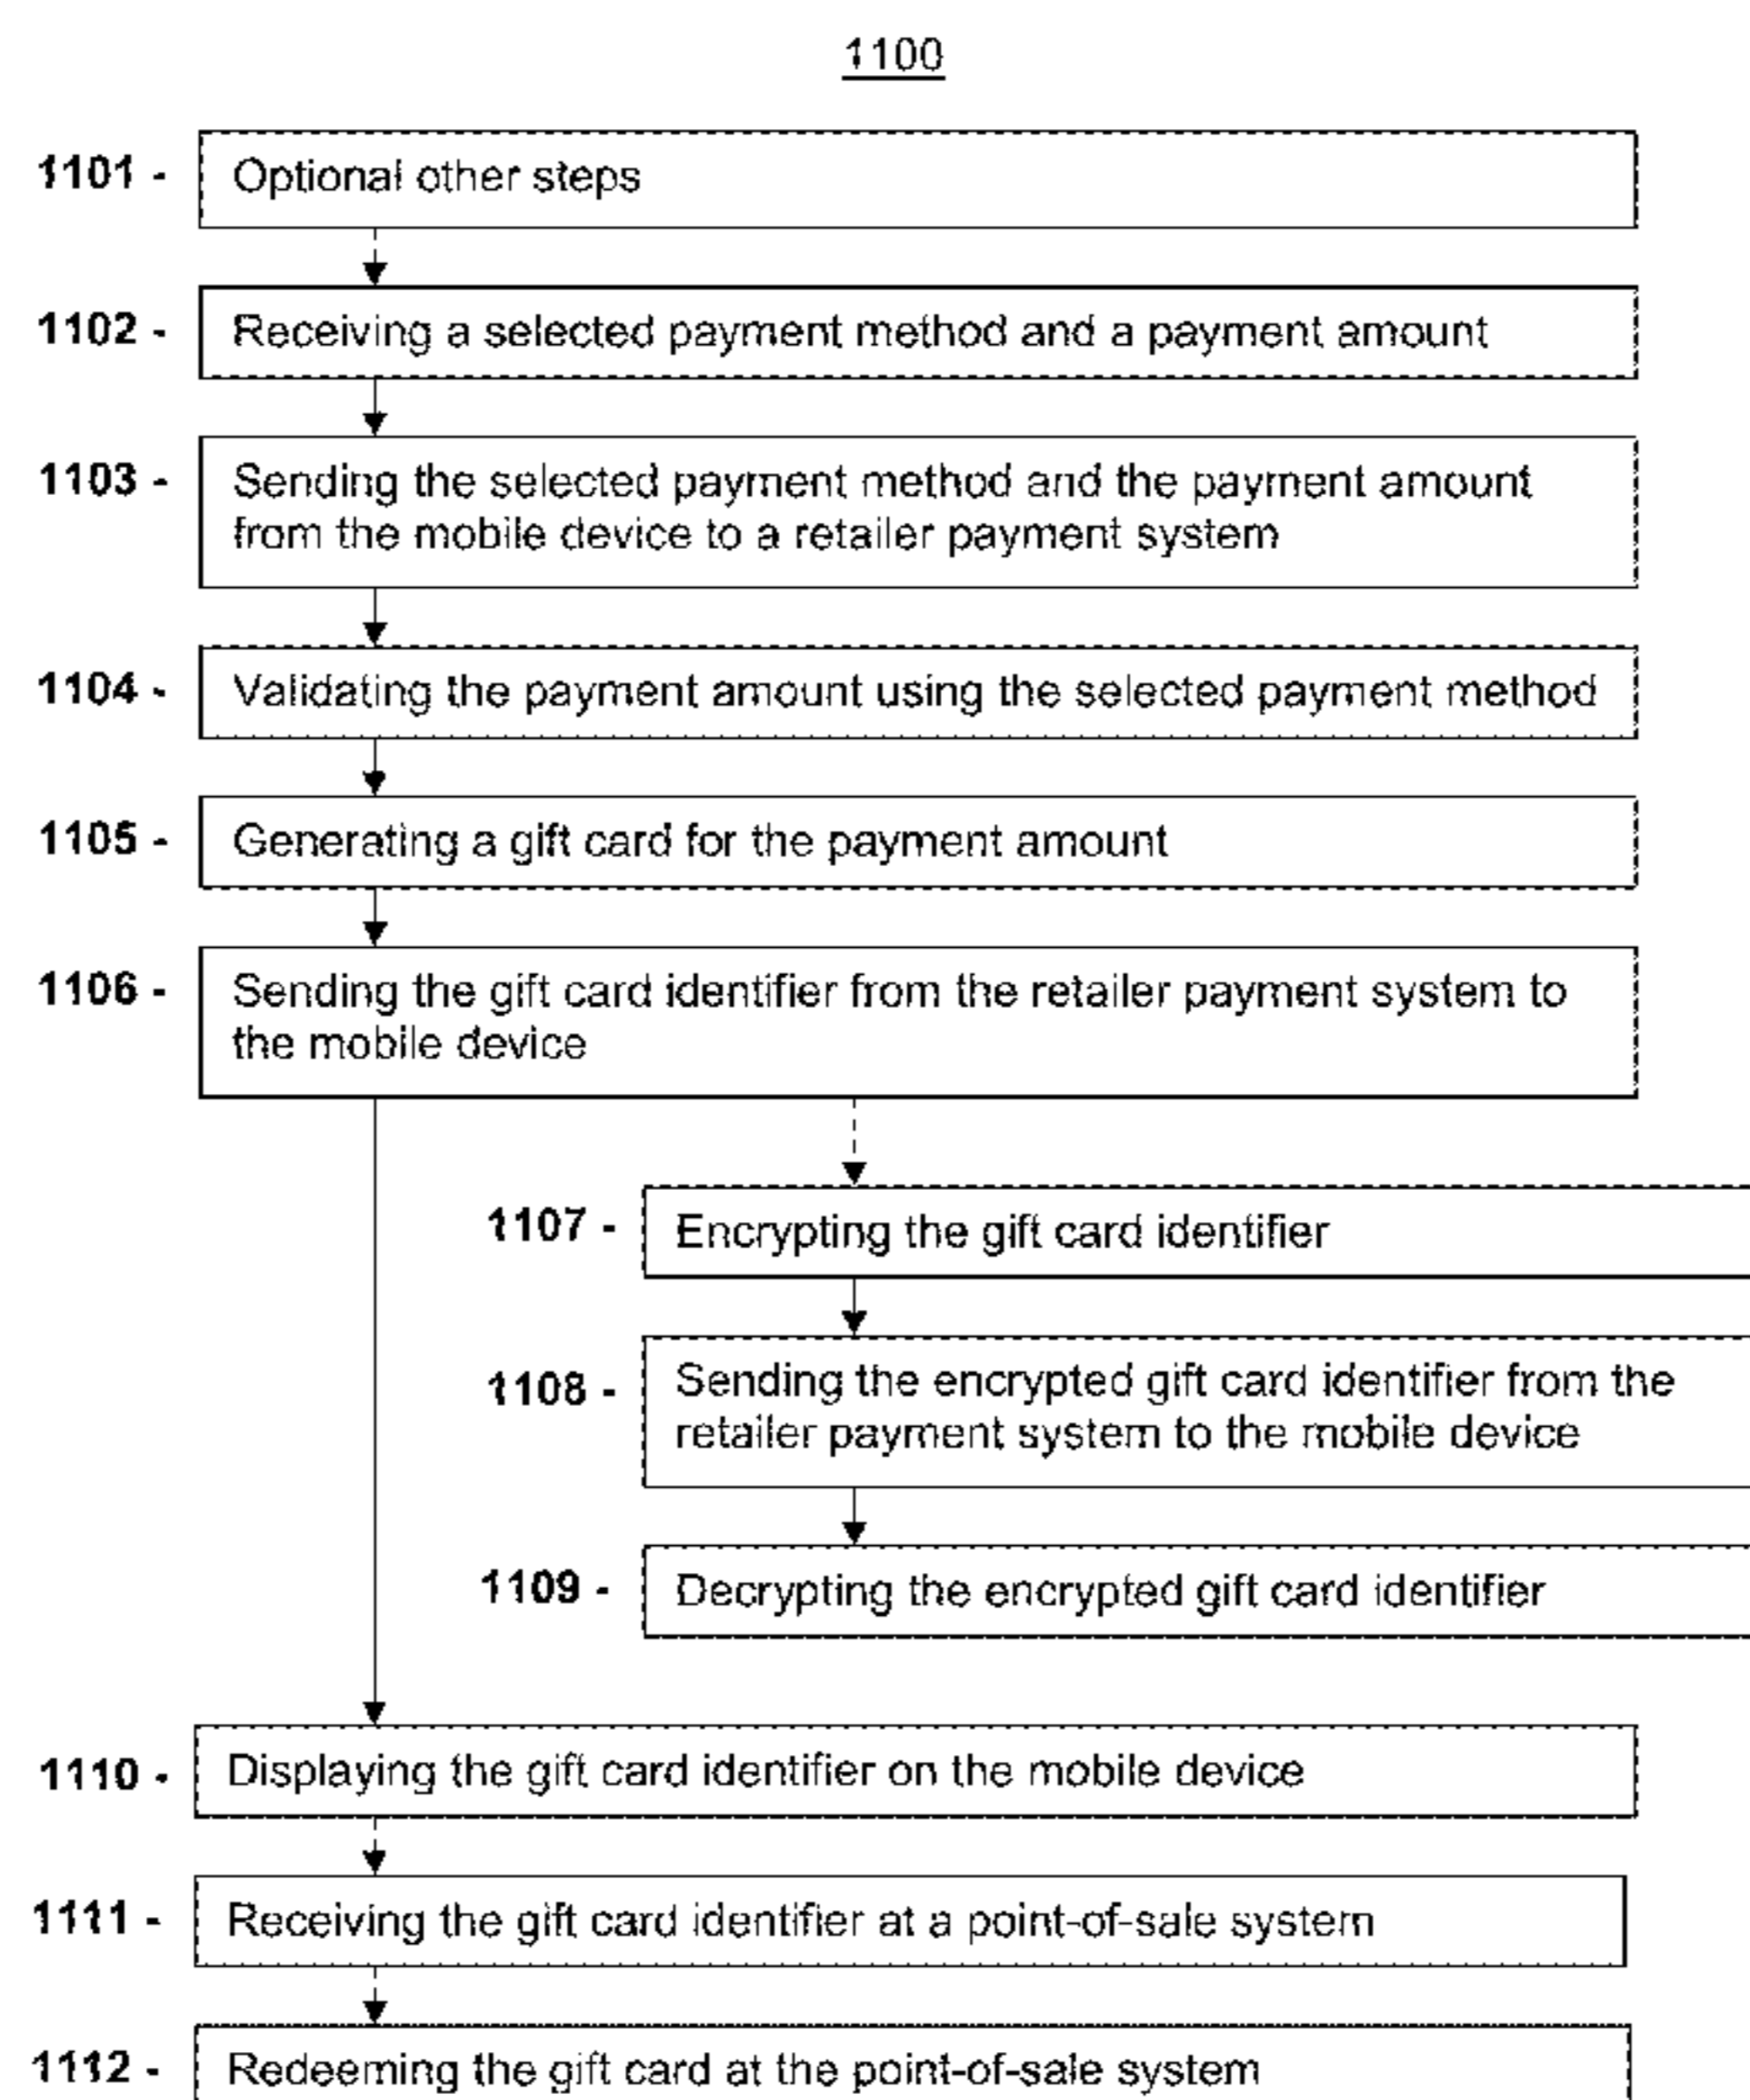 1100
1101 - Optional other steps
1102 - Receiving a selected payment method and a payment amount
1103 - Sending the selected payment method and the payment amount
from the mobile device to a retailer payment system
1104 - Validating the payment amount using the selected payment method
1105 - Generating a gift card for the payment amount
1106 - Sending the gift card identifier from the retailer payment system to
the mobile device
1107 - Encrypting the gift card identifier
1108 - Sending the encrypted gift card identifier from the
retailer payment system to the mobile device
1109 - Decrypting the encrypted gift card identifier
1110 - Displaying the gift card identifier on the mobile device
1111 - Receiving the gift card identifier at a point-of-sale system
1112 - Redeeming the gift card at the point-of-sale system